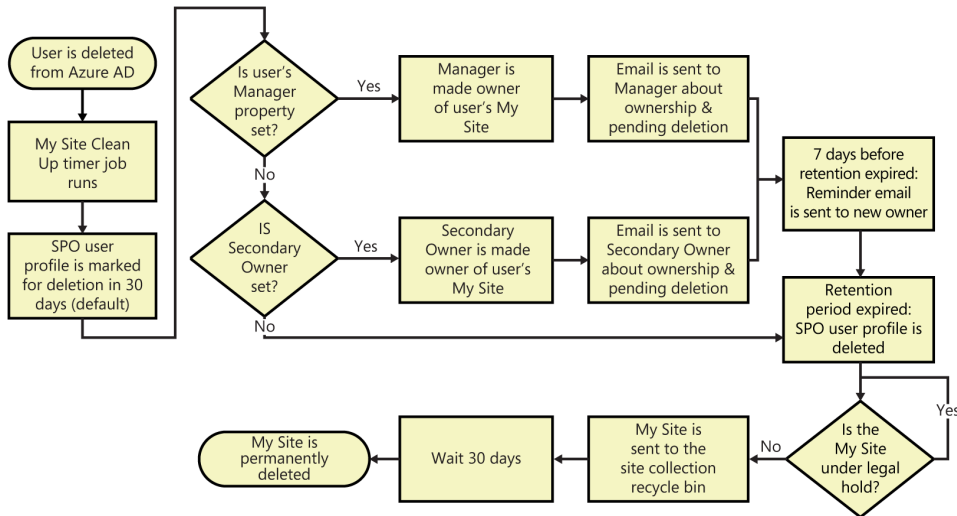 User is deleted
from Azure AD
My Site Clean
Up timer job
runs
SPO user
profile is marked
for deletion in 30
days (default)
Is user's
Manager
property
set?
Yes
Manager is
made owner
of user's My
Site
Email is sent to
Manager about
ownership &
pending deletion
No
IS
Secondary
Owner
set?
Yes
Secondary
Owner is made
owner of user's
My Site
Email is sent to
Secondary Owner
about ownership &
pending deletion
No
7 days before
retention expired:
Reminder email
is sent to new owner
Retention
period expired:
SPO user profile is
deleted
Yes
Is the
My Site
under legal
hold?
No
My Site is
sent to the
site collection
recycle bin
Wait 30 days
My Site is
permanently
deleted